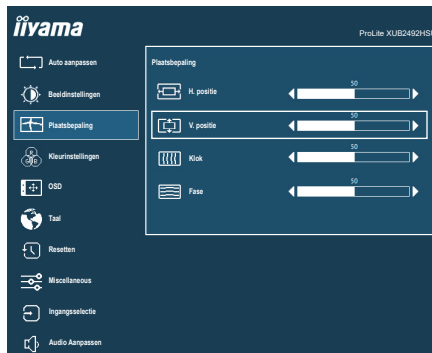 iiyama
ProLite XUB2492HSU
Auto aanpassen
Beeldinstellingen
Plaatsbepaling
Kleurinstellingen
R
G B
OSD
Taal
Resetten
Miscellaneous
Ingangsselectie
Audio Aanpassen
Plaatsbepaling
H. positie
50
V. positie
50
Klok
50
Fase
50